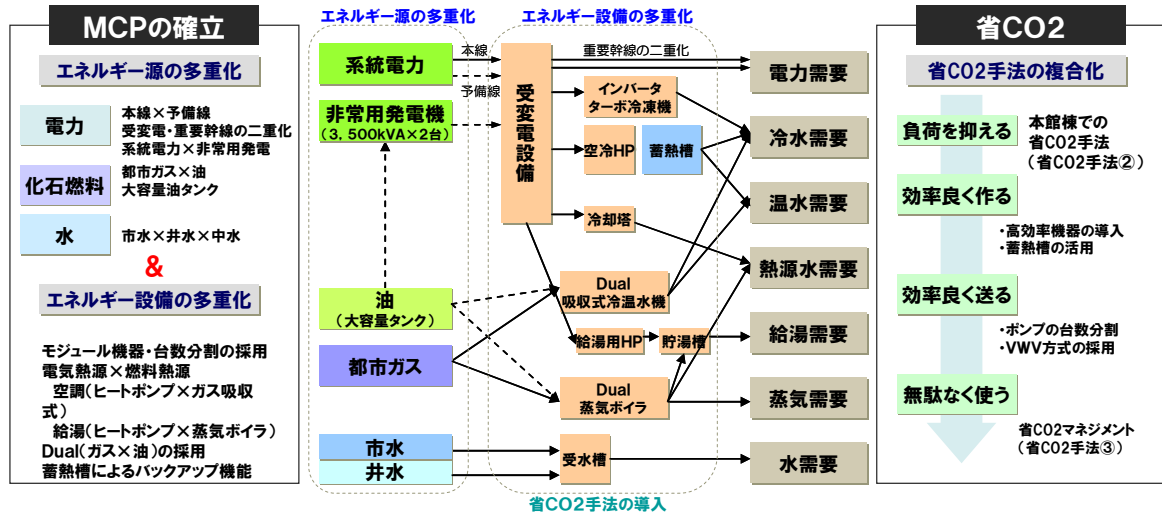 MCPの確立
エネルギー源の多重化
電力
本線×予備線
受変電・重要幹線の二重化
系統電力×非常用発電
化石燃料
都市ガス×油
大容量油タンク
水
市水×井水×中水
&
エネルギー設備の多重化
モジュール機器・台数分割の採用
電気熱源×燃料熱源
空調(ヒートポンプ×ガス吸収
式)
給湯(ヒートポンプ×蒸気ボイラ)
Dual(ガス×油)の採用
蓄熱槽によるバックアップ機能
エネルギー源の多重化
系統電力
本線
予備線
非常用発電機
(3,500kVA×2台)
油
(大容量タンク)
都市ガス
市水
井水
エネルギー設備の多重化
受変電設備
重要幹線の二重化
インバータ
ターボ冷凍機
空冷HP
蓄熱槽
冷却塔
Dual
吸収式冷温水機
給湯用HP
貯湯槽
Dual
蒸気ボイラ
受水槽
省CO2手法の導入
電力需要
冷水需要
温水需要
熱源水需要
給湯需要
蒸気需要
水需要
省CO2
省CO2手法の複合化
負荷を抑える
本館棟での
省CO2手法
(省CO2手法②)
効率良く作る
・高効率機器の導入
・蓄熱槽の活用
効率良く送る
・ポンプの台数分割
・VWV方式の採用
無駄なく使う
省CO2マネジメント
(省CO2手法③)